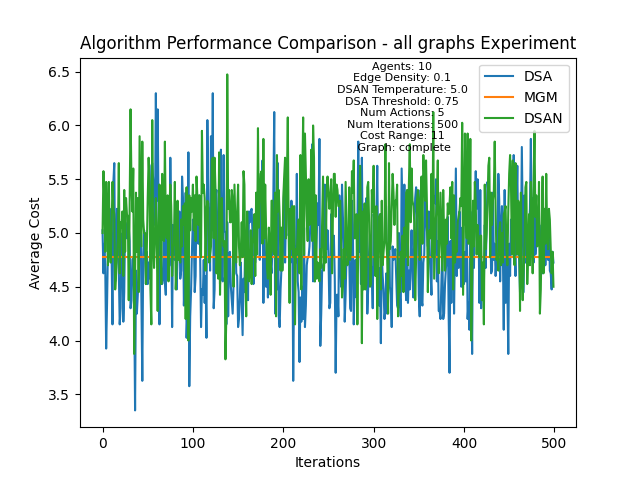 Algorithm Performance Comparison - all graphs Experiment
Agents: 10
Edge Density: 0.1
DSAN Temperature: 5.0
DSA Threshold: 0.75
Num Actions: 5
Num Iterations: 500
Cost Range: 11
Graph: complete
DSA
MGM
DSAN
Average Cost
6.5
6.0
5.5
5.0
4.5
4.0
3.5
0
100
200
300
400
500
Iterations